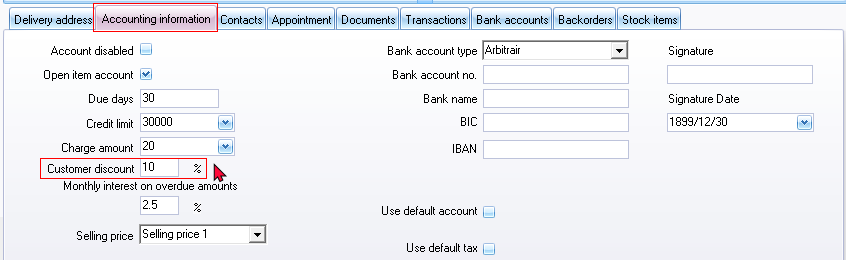 Delivery address Accounting information Contacts Appointment Documents Transactions Bank accounts Backorders Stock items
Account disabled Bank account type Arbitrair Signature
Open item account Bank account no.
Due days 30 Bank name Signature Date
Credit limit 30000 BIC 1899/12/30
Charge amount 20 IBAN
Customer discount 10 %
Monthly interest on overdue amounts
2.5 %
Use default account
Selling price Selling price 1
Use default tax